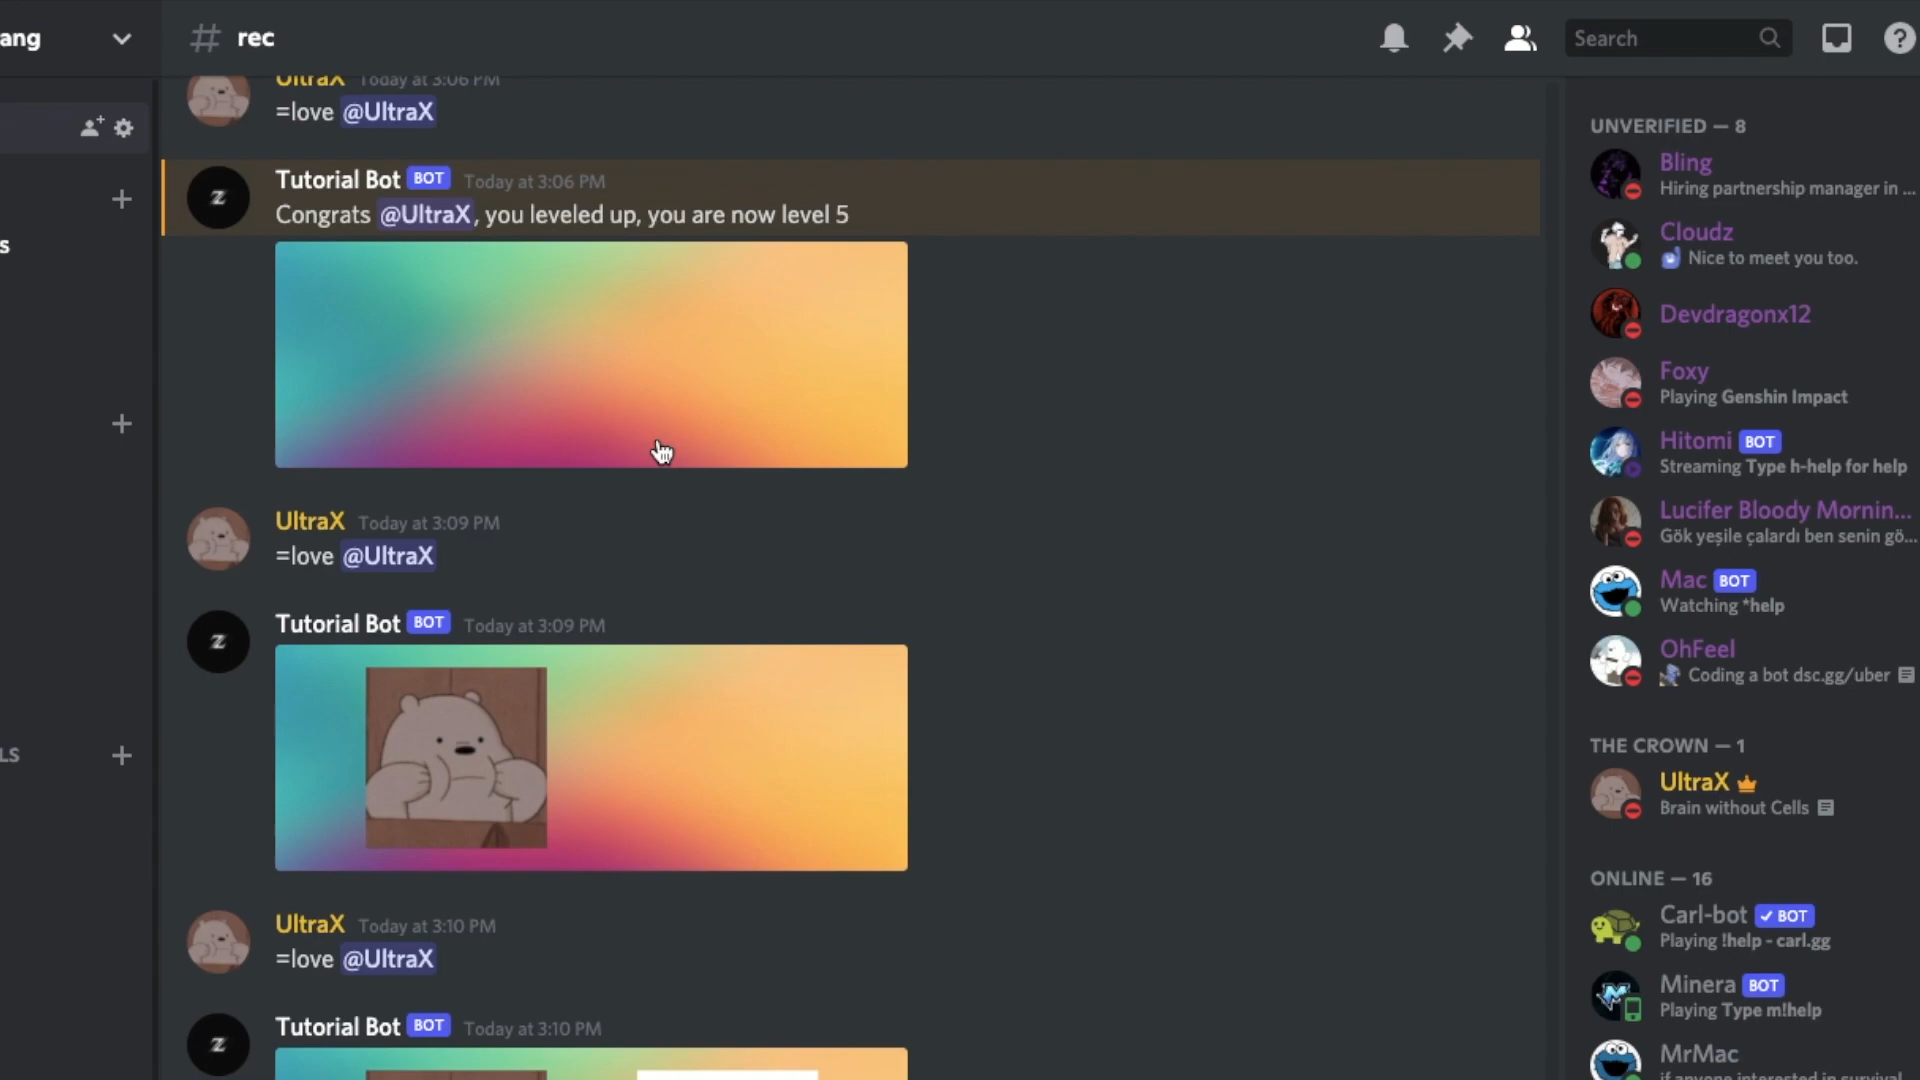 ang
rec
Search
UltraX Today at 3:06 PM
=love @UltraX
Tutorial Bot BOT Today at 3:06 PM
Congrats @UltraX, you leveled up, you are now level 5
s
UltraX Today at 3:09 PM
=love @UltraX
Tutorial Bot BOT Today at 3:09 PM
LS
UltraX Today at 3:10 PM
=love @UltraX
Tutorial Bot BOT Today at 3:10 PM
z
z
z
UNVERIFIED — 8
Bling
Hiring partnership manager in ...
Cloudz
Nice to meet you too.
Devdragonx12
Foxy
Playing Genshin Impact
Hitomi BOT
Streaming Type h-help for help
Lucifer Bloody Mornin...
Gök yeşile çalardı ben senin gö...
Mac BOT
Watching *help
OhFeel
Coding a bot dsc.gg/uber
THE CROWN — 1
UltraX
Brain without Cells
ONLINE — 16
Carl-bot ✓ BOT
Playing !help - carl.gg
Minera BOT
Playing Type m!help
MrMac
if anyone interested in survival